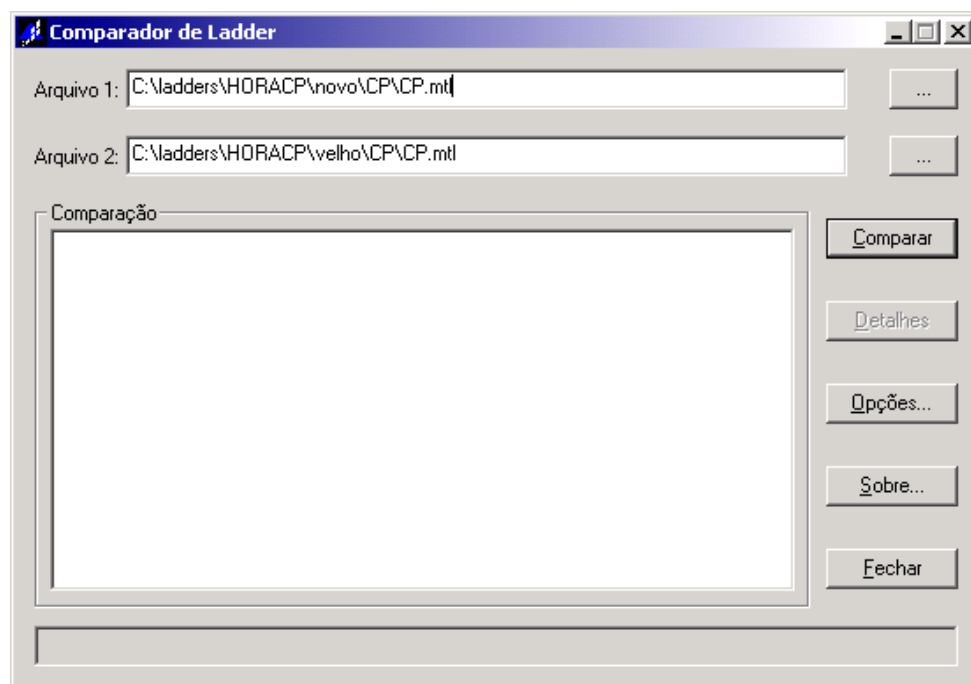 Comparador de Ladder
Arquivo 1: C:\ladders\HORACP\novo\CP\CP.mtl ...
Arquivo 2: C:\ladders\HORACP\velho\CP\CP.mtl ...
Comparação
Comparar
Detalhes
Opções...
Sobre...
Fechar